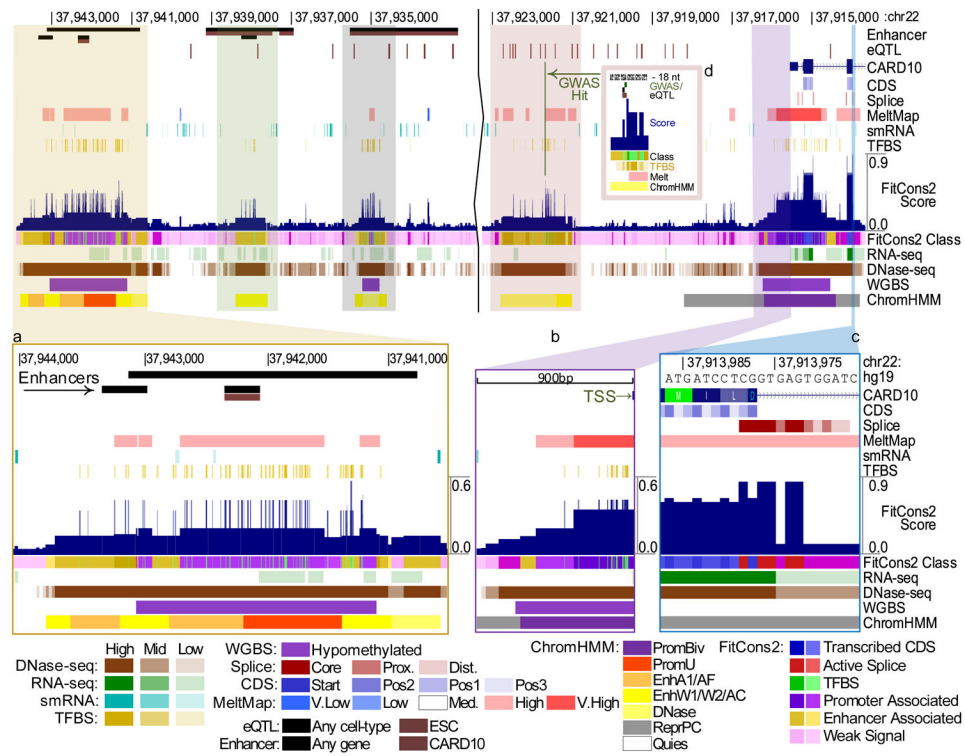 37,943,000 37,941,000 37,939,000 37,937,000 37,935,000 37,923,000 37,921,000 37,919,000 37,917,000 37,915,000 :chr22
Enhancer
eQTL
CARD10
CDS
Splice
MeltMap
smRNA
TFBS
0.9
FitCons2
Score
0.0
FitCons2 Class
RNA-seq
DNase-seq
WGBS
ChromHMM
GWAS
Hit
d
- 18 nt
GWAS/
eQTL
Score
Class
TFBS
Melt
ChromHMM
a
37,944,000 37,943,000 37,942,000 37,941,000
Enhancers
0.6
0.0
b
900bp
TSS
0.6
0.0
c
37,913,985 37,913,975 chr22:
ATGATCCTCGGTGAGTGGATC hg19
M I L D CARD10
CDS
Splice
MeltMap
smRNA
TFBS
0.9
FitCons2
Score
0.0
FitCons2 Class
RNA-seq
DNase-seq
WGBS
ChromHMM
High Mid Low
DNase-seq:
RNA-seq:
smRNA:
TFBS:
WGBS: Hypomethylated
Splice: Core Prox. Dist.
CDS: Start Pos2 Pos1 Pos3
MeltMap: V.Low Low Med. High V.High
eQTL: Any cell-type ESC
Enhancer: Any gene CARD10
ChromHMM: PromBiv
PromU
EnhA1/AF
EnhW1/W2/AC
DNase
ReprPC
Quies
FitCons2: Transcribed CDS
Active Splice
TFBS
Promoter Associated
Enhancer Associated
Weak Signal